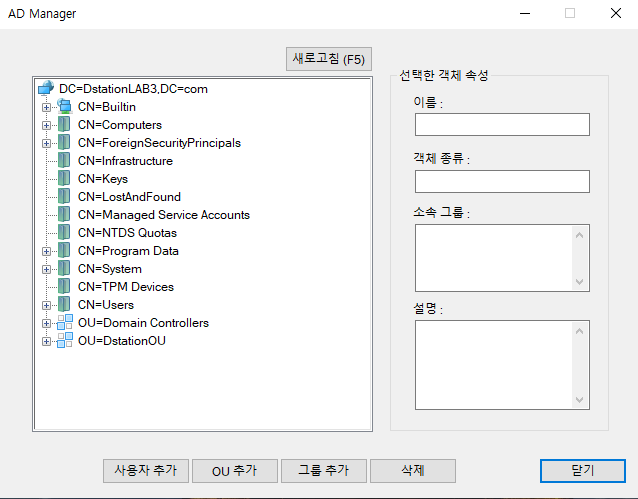 AD Manager
새로고침 (F5)
DC=DstationLAB3,DC=com
CN=Builtin
CN=Computers
CN=ForeignSecurityPrincipals
CN=Infrastructure
CN=Keys
CN=LostAndFound
CN=Managed Service Accounts
CN=NTDS Quotas
CN=Program Data
CN=System
CN=TPM Devices
CN=Users
OU=Domain Controllers
OU=DstationOU
선택한 객체 속성
이름 :
객체 종류 :
소속 그룹 :
설명 :
사용자 추가
OU 추가
그룹 추가
삭제
닫기